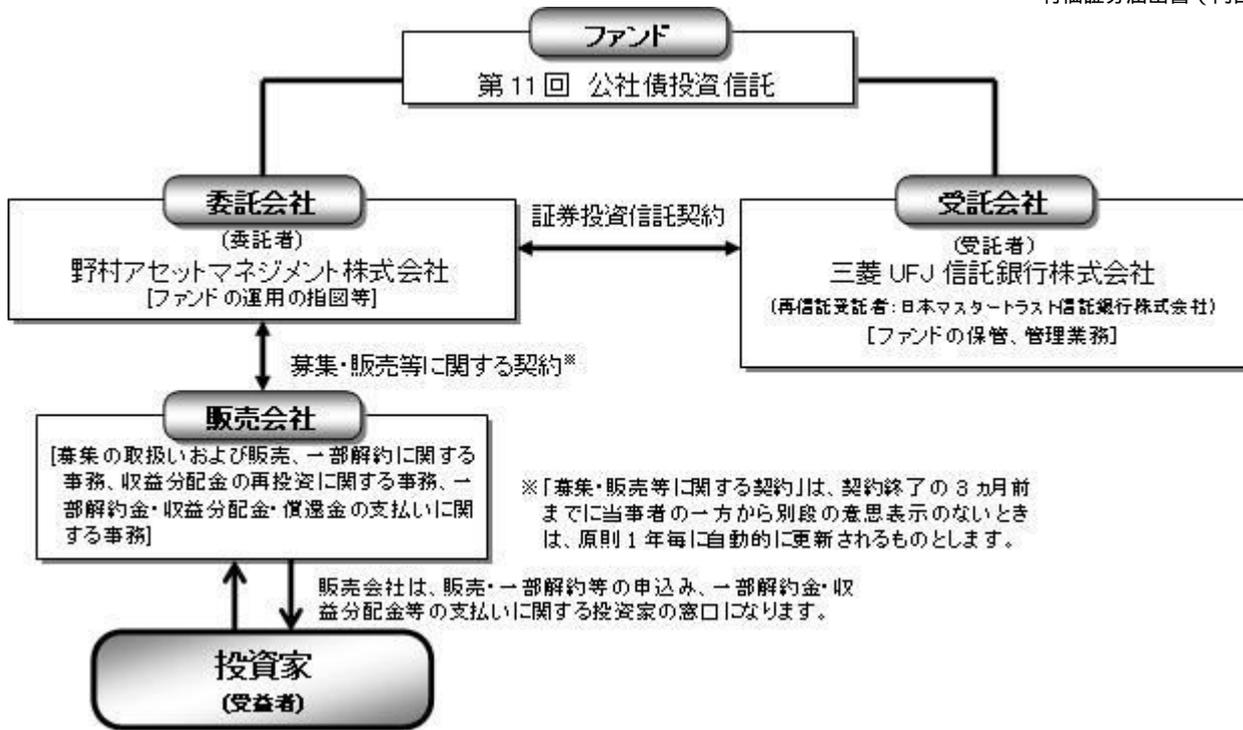 ファンド
第11回 公社債投資信託
委託会社
(委託者)
野村アセットマネジメント株式会社
[ファンドの運用の指図等]
証券投資信託契約
受託会社
(受託者)
三菱UFJ信託銀行株式会社
(再信託受託者:日本マスタートラスト信託銀行株式会社)
[ファンドの保管、管理業務]
募集・販売等に関する契約※
販売会社
[募集の取扱いおよび販売、一部解約に関する
事務、収益分配金の再投資に関する事務、一
部解約金・収益分配金・償還金の支払いに関
する事務]
※「募集・販売等に関する契約」は、契約終了の3ヵ月前
までに当事者の一方から別段の意思表示のないとき
は、原則1年毎に自動的に更新されるものとします。
販売会社は、販売・一部解約等の申込み、一部解約金・収
益分配金等の支払いに関する投資家の窓口になります。
投資家
(受益者)